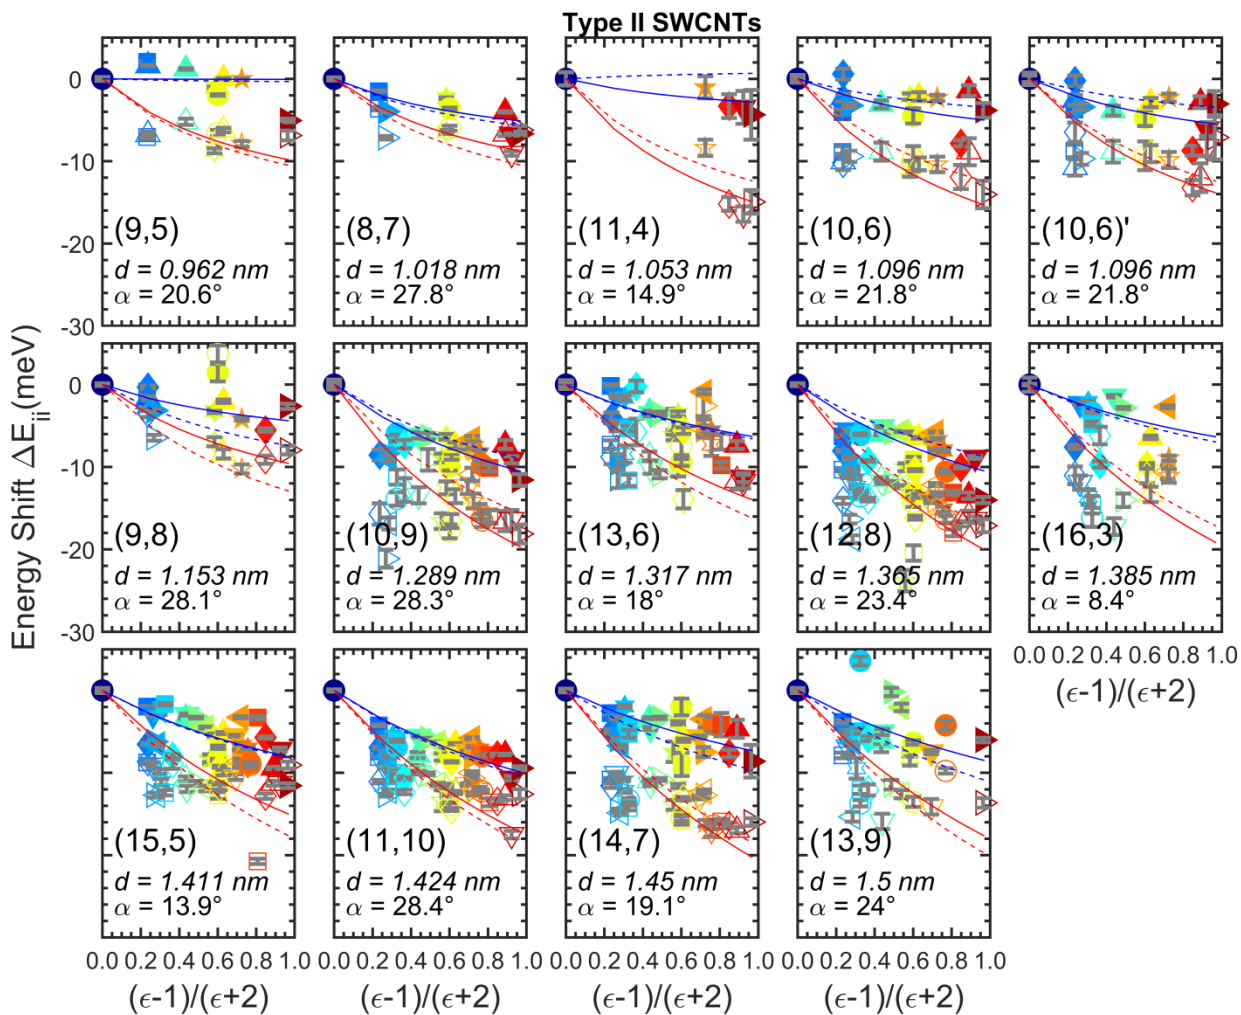 Type II SWCNTs
Energy Shift ΔE_ii (meV)
0
-10
-20
-30
(9,5)
d = 0.962 nm
α = 20.6°
(8,7)
d = 1.018 nm
α = 27.8°
(11,4)
d = 1.053 nm
α = 14.9°
(10,6)
d = 1.096 nm
α = 21.8°
(10,6)'
d = 1.096 nm
α = 21.8°
0
-10
-20
-30
(9,8)
d = 1.153 nm
α = 28.1°
(10,9)
d = 1.289 nm
α = 28.3°
(13,6)
d = 1.317 nm
α = 18°
(12,8)
d = 1.365 nm
α = 23.4°
(16,3)
d = 1.385 nm
α = 8.4°
0.0 0.2 0.4 0.6 0.8 1.0
(ϵ-1)/(ϵ+2)
(15,5)
d = 1.411 nm
α = 13.9°
(11,10)
d = 1.424 nm
α = 28.4°
(14,7)
d = 1.45 nm
α = 19.1°
(13,9)
d = 1.5 nm
α = 24°
0.0 0.2 0.4 0.6 0.8 1.0
0.0 0.2 0.4 0.6 0.8 1.0
0.0 0.2 0.4 0.6 0.8 1.0
0.0 0.2 0.4 0.6 0.8 1.0
(ϵ-1)/(ϵ+2)
(ϵ-1)/(ϵ+2)
(ϵ-1)/(ϵ+2)
(ϵ-1)/(ϵ+2)